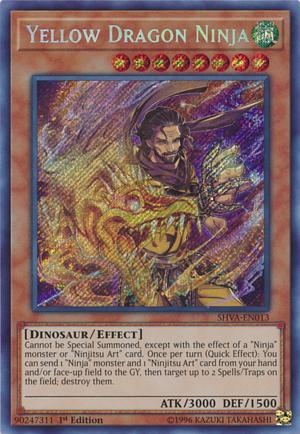 YELLOW DRAGON NINJA
SHVA-EN013
[DINOSAUR/EFFECT]
Cannot be Special Summoned, except with the effect of a "Ninja"
monster or "Ninjitsu Art" card. Once per turn (Quick Effect): You
can send 1 "Ninja" monster and 1 "Ninjitsu Art" card from your hand
and/or face-up field to the GY, then target up to 2 Spells/Traps on
the field; destroy them.
ATK/3000 DEF/1500
90247311 1st Edition ©1996 KAZUKI TAKAHASHI